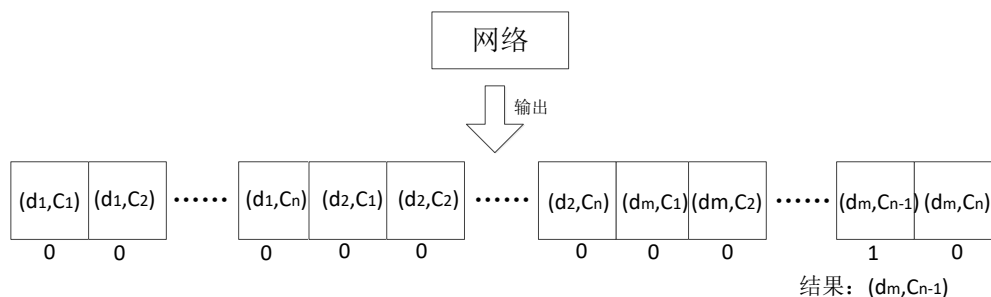 网络
输出
(d1,C1) (d1,C2) …… (d1,Cn) (d2,C1) (d2,C2) …… (d2,Cn) (dm,C1) (dm,C2) …… (dm,Cn-1) (dm,Cn)
0 0 0 0 0 0 0 0 1 0
结果：(dm,Cn-1)